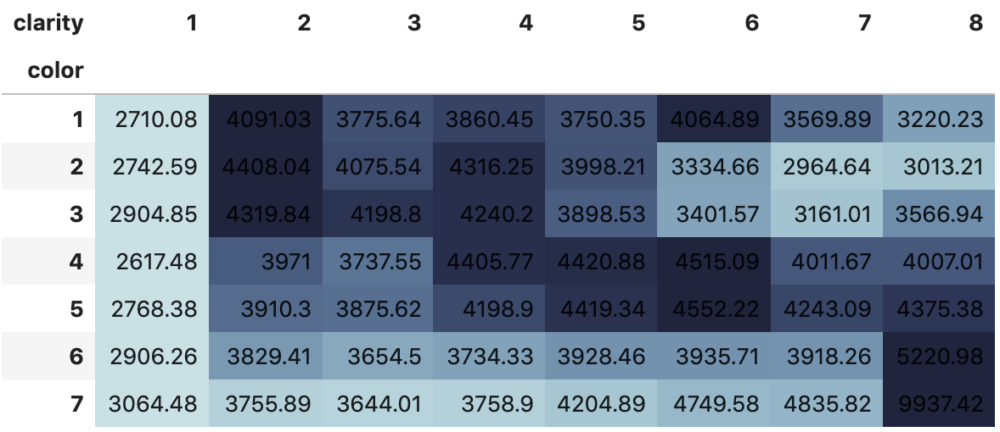 clarity 1 2 3 4 5 6 7 8
color
1 2710.08 4091.03 3775.64 3860.45 3750.35 4064.89 3569.89 3220.23
2 2742.59 4408.04 4075.54 4316.25 3998.21 3334.66 2964.64 3013.21
3 2904.85 4319.84 4198.8 4240.2 3898.53 3401.57 3161.01 3566.94
4 2617.48 3971 3737.55 4405.77 4420.88 4515.09 4011.67 4007.01
5 2768.38 3910.3 3875.62 4198.9 4419.34 4552.22 4243.09 4375.38
6 2906.26 3829.41 3654.5 3734.33 3928.46 3935.71 3918.26 5220.98
7 3064.48 3755.89 3644.01 3758.9 4204.89 4749.58 4835.82 9937.42